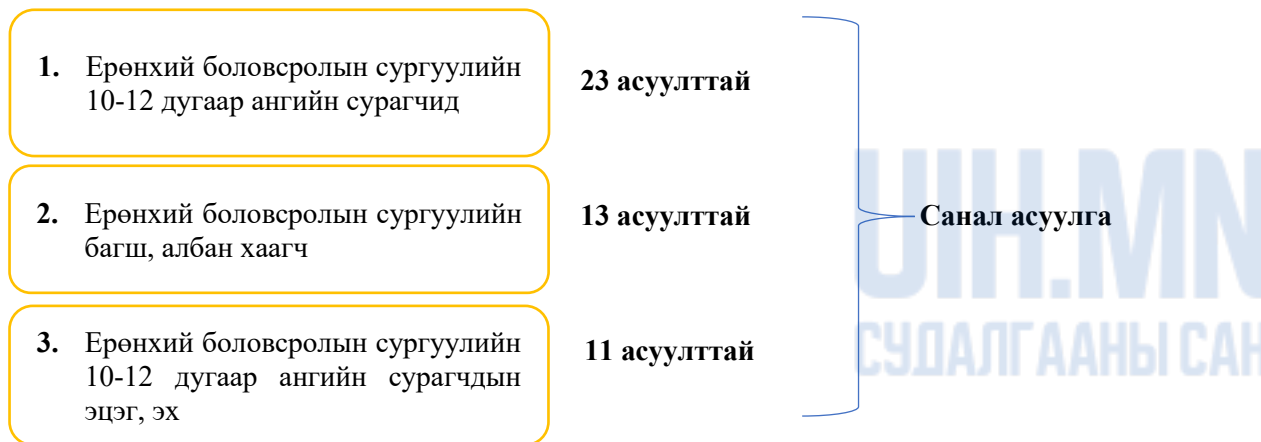 1. Ерөнхий боловсролын сургуулийн
10-12 дугаар ангийн сурагчид
23 асуулттай
2. Ерөнхий боловсролын сургуулийн
багш, албан хаагч
13 асуулттай
3. Ерөнхий боловсролын сургуулийн
10-12 дугаар ангийн сурагчдын
эцэг, эх
11 асуулттай
Санал асуулга
UIH.MN
СУДАЛГААНЫ САН